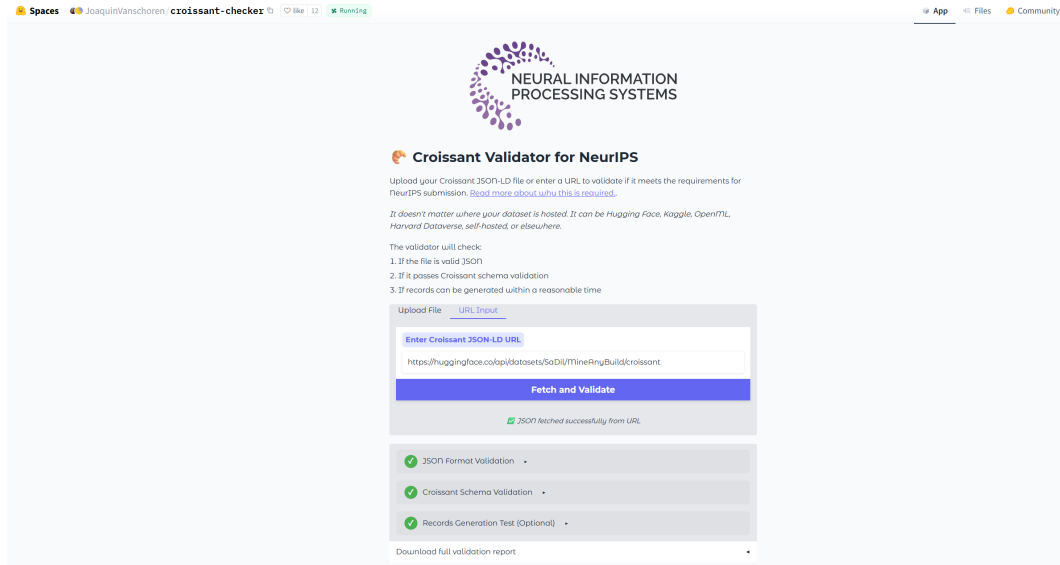 Spaces JoaquinVanschoren / croissant-checker like 12 Running App Files Community
NEURAL INFORMATION
PROCESSING SYSTEMS
Croissant Validator for NeurIPS
Upload your Croissant JSON-LD file or enter a URL to validate if it meets the requirements for
NeurIPS submission. Read more about why this is required..
It doesn't matter where your dataset is hosted. It can be Hugging Face, Kaggle, OpenML,
Harvard Dataverse, self-hosted, or elsewhere.
The validator will check:
1. If the file is valid JSON
2. If it passes Croissant schema validation
3. If records can be generated within a reasonable time
Upload File URL Input
Enter Croissant JSON-LD URL
https://huggingface.co/api/datasets/SaDil/MineAnyBuild/croissant
Fetch and Validate
JSON fetched successfully from URL
JSON Format Validation
Croissant Schema Validation
Records Generation Test (Optional)
Download full validation report